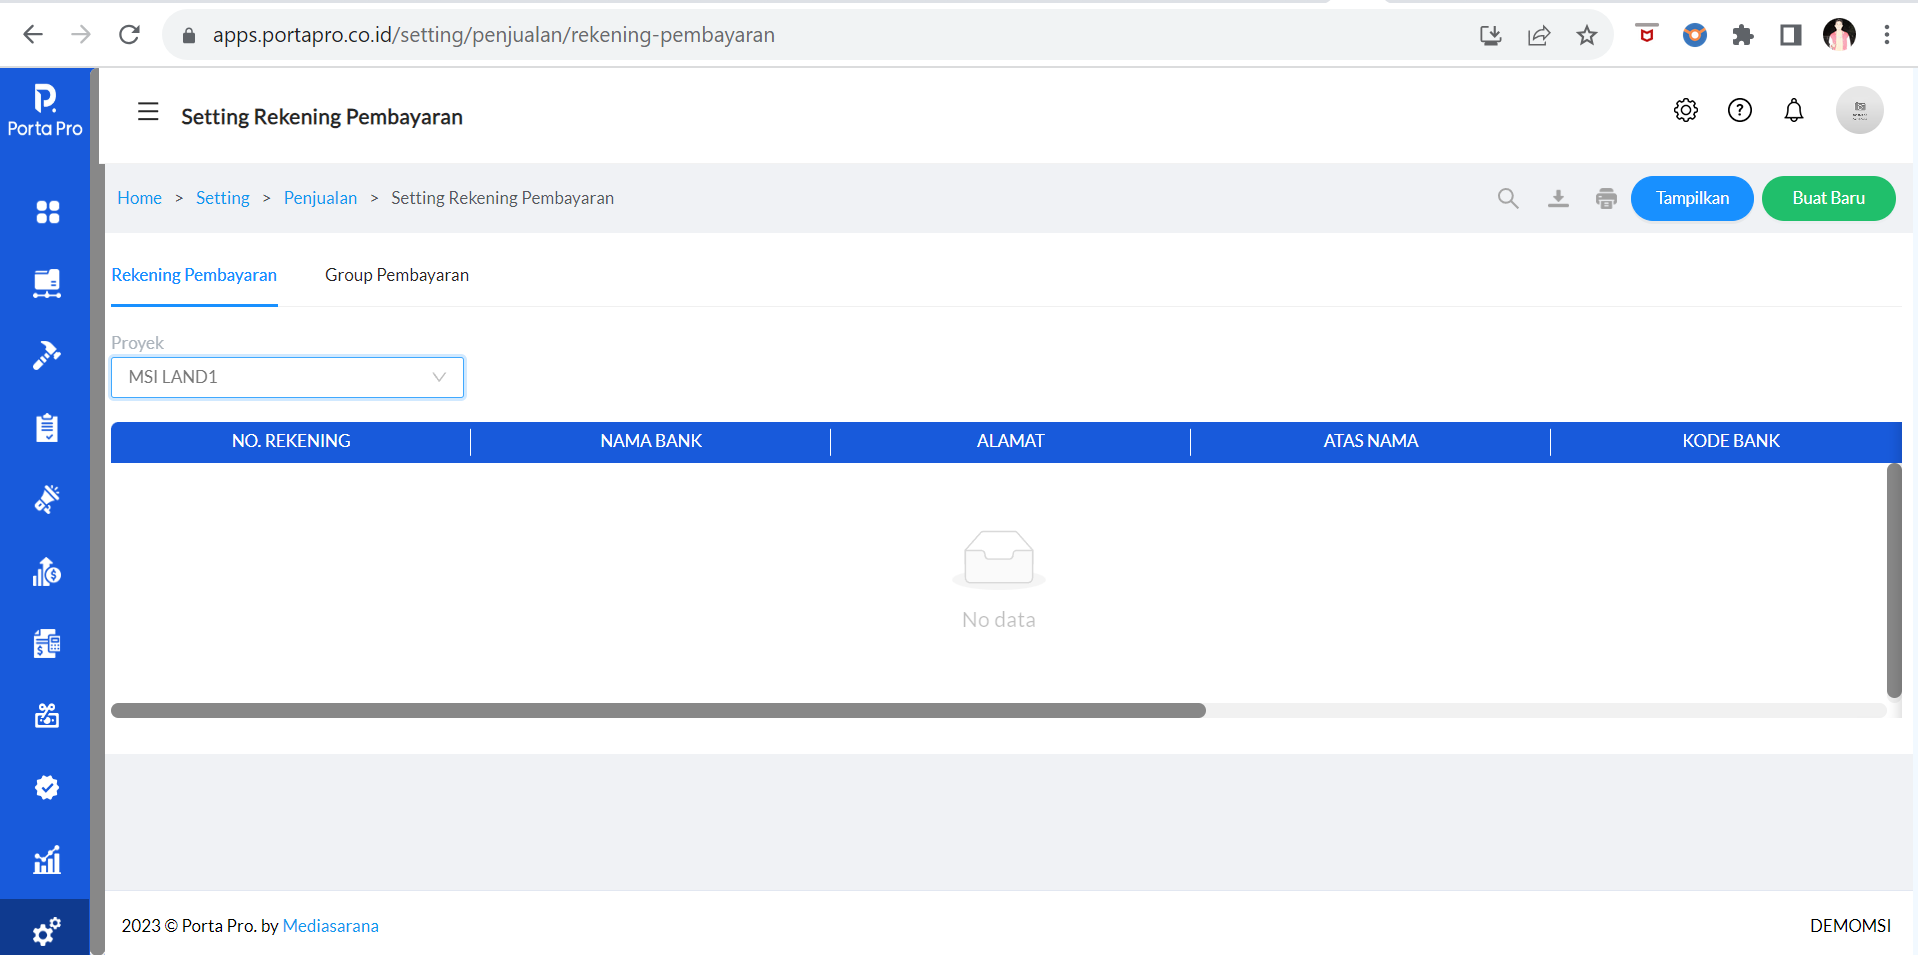 apps.portapro.co.id/setting/penjualan/rekening-pembayaran
Porta Pro
Setting Rekening Pembayaran
Home > Setting > Penjualan > Setting Rekening Pembayaran
Tampilkan
Buat Baru
Rekening Pembayaran
Group Pembayaran
Proyek
MSI LAND1
NO. REKENING
NAMA BANK
ALAMAT
ATAS NAMA
KODE BANK
No data
2023 © Porta Pro. by Mediasarana
DEMOMSI